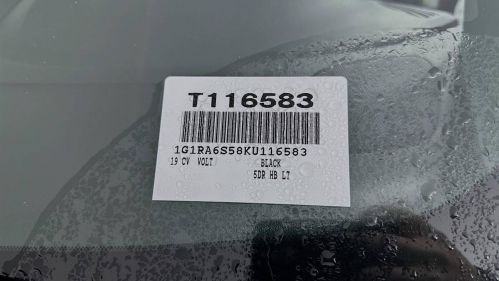 T116583
1G1RA6S58KU116583
19 CV VOLT BLACK
5DR HB LT